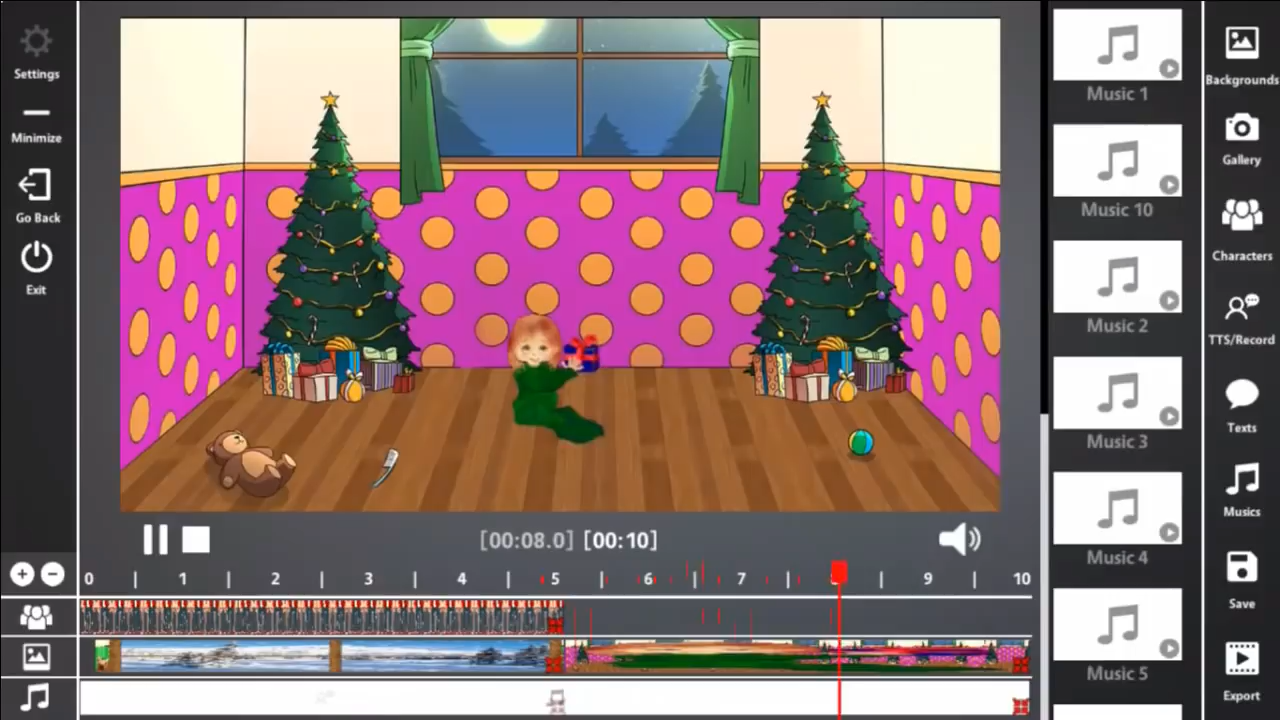 Settings
Minimize
Go Back
Exit
[00:08.0] [00:10]
0 1 2 3 4 5 6 7 8 9 10
Music 1
Music 10
Music 2
Music 3
Music 4
Music 5
Backgrounds
Gallery
Characters
TTS/Record
Texts
Musics
Save
Export